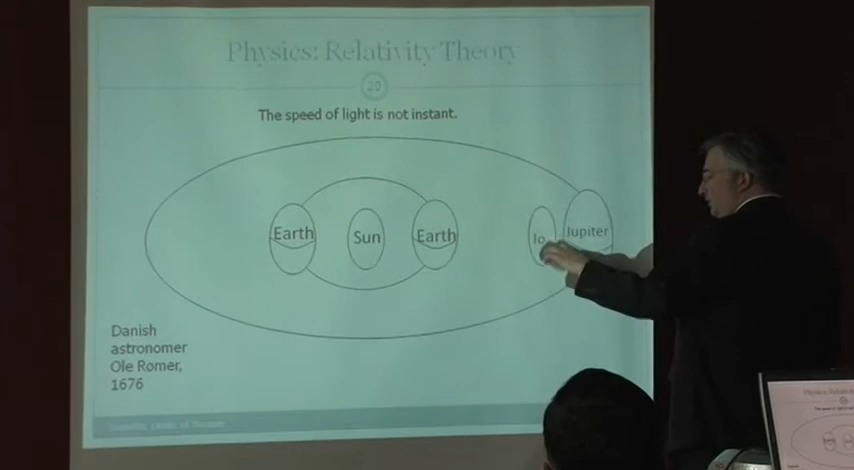 Physics: Relativity Theory
20
The speed of light is not instant.
Earth
Sun
Earth
Io
Jupiter
Danish
astronomer
Ole Romer,
1676